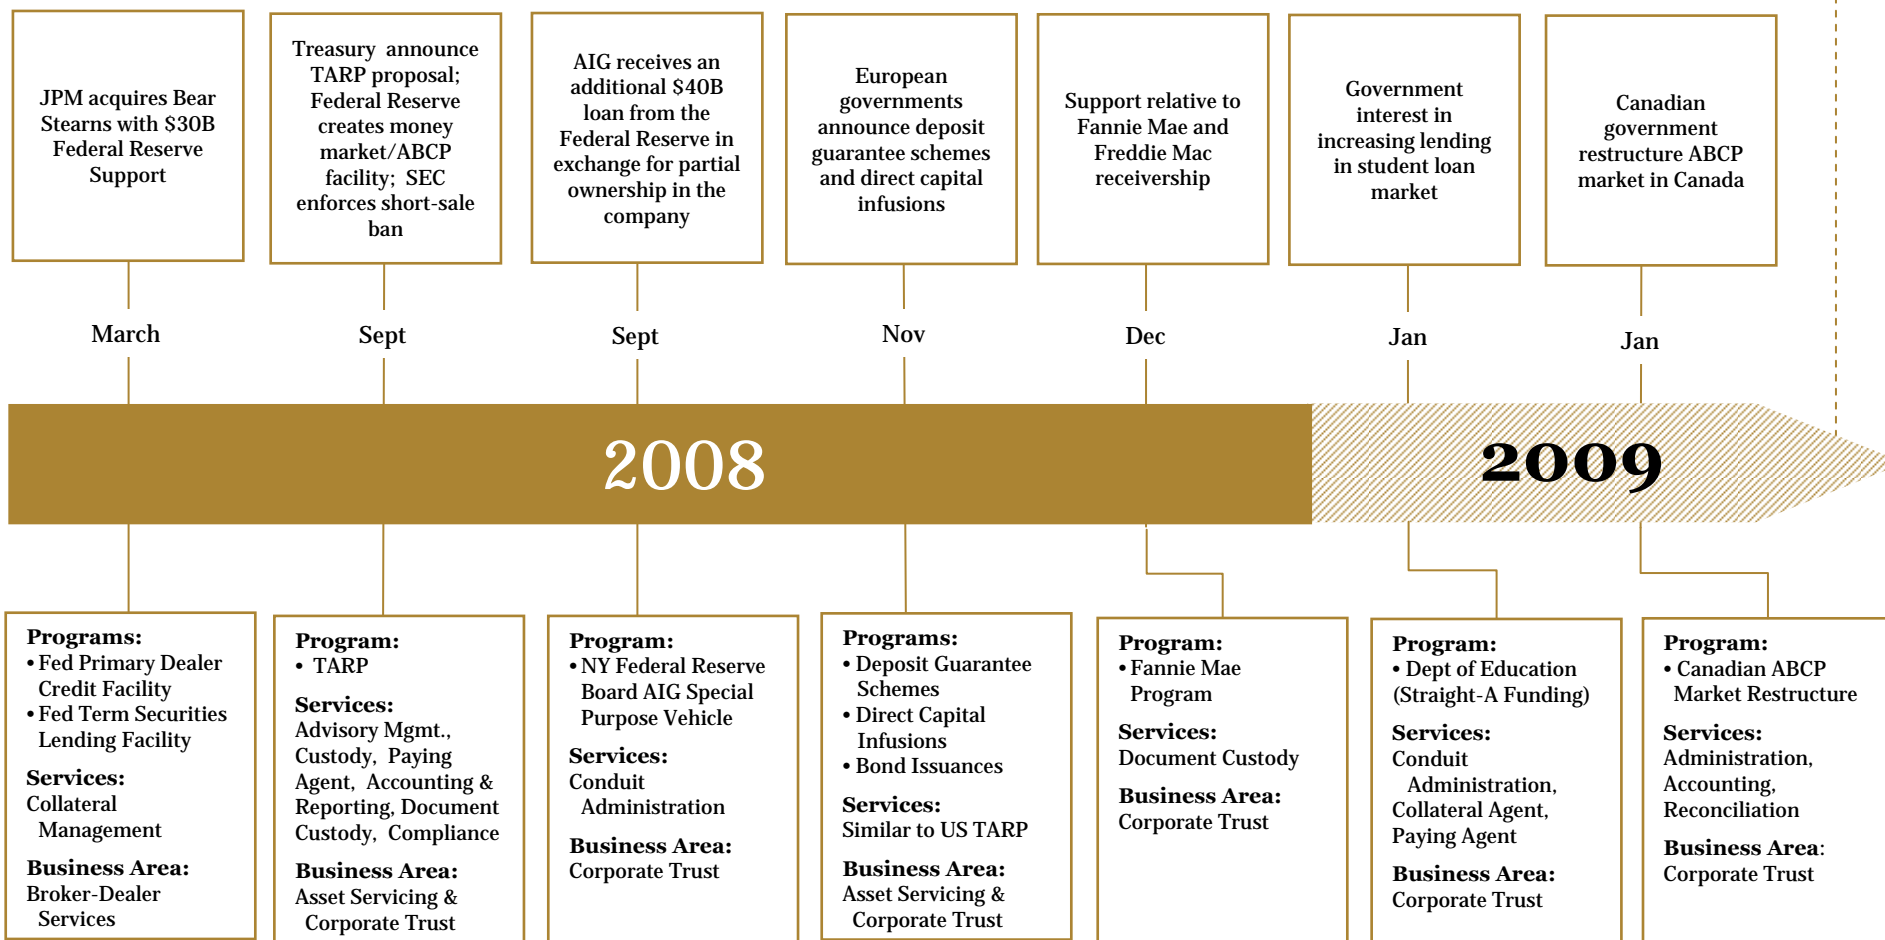 JPM acquires Bear
Stearns with $30B
Federal Reserve
Support
Treasury announce
TARP proposal;
Federal Reserve
creates money
market/ABCP
facility; SEC
enforces short-sale
ban
AIG receives an
additional $40B
loan from the
Federal Reserve in
exchange for partial
ownership in the
company
European
governments
announce deposit
guarantee schemes
and direct capital
infusions
Support relative to
Fannie Mae and
Freddie Mac
receivership
Government
interest in
increasing lending
in student loan
market
Canadian
government
restructure ABCP
market in Canada
March
Sept
Sept
Nov
Dec
Jan
Jan
2008
2009
Programs:
• Fed Primary Dealer
Credit Facility
• Fed Term Securities
Lending Facility
Services:
Collateral
Management
Business Area:
Broker-Dealer
Services
Program:
• TARP
Services:
Advisory Mgmt.,
Custody, Paying
Agent, Accounting &
Reporting, Document
Custody, Compliance
Business Area:
Asset Servicing &
Corporate Trust
Program:
• NY Federal Reserve
Board AIG Special
Purpose Vehicle
Services:
Conduit
Administration
Business Area:
Corporate Trust
Programs:
• Deposit Guarantee
Schemes
• Direct Capital
Infusions
• Bond Issuances
Services:
Similar to US TARP
Business Area:
Asset Servicing &
Corporate Trust
Program:
• Fannie Mae
Program
Services:
Document Custody
Business Area:
Corporate Trust
Program:
• Dept of Education
(Straight-A Funding)
Services:
Conduit
Administration,
Collateral Agent,
Paying Agent
Business Area:
Corporate Trust
Program:
• Canadian ABCP
Market Restructure
Services:
Administration,
Accounting,
Reconciliation
Business Area:
Corporate Trust